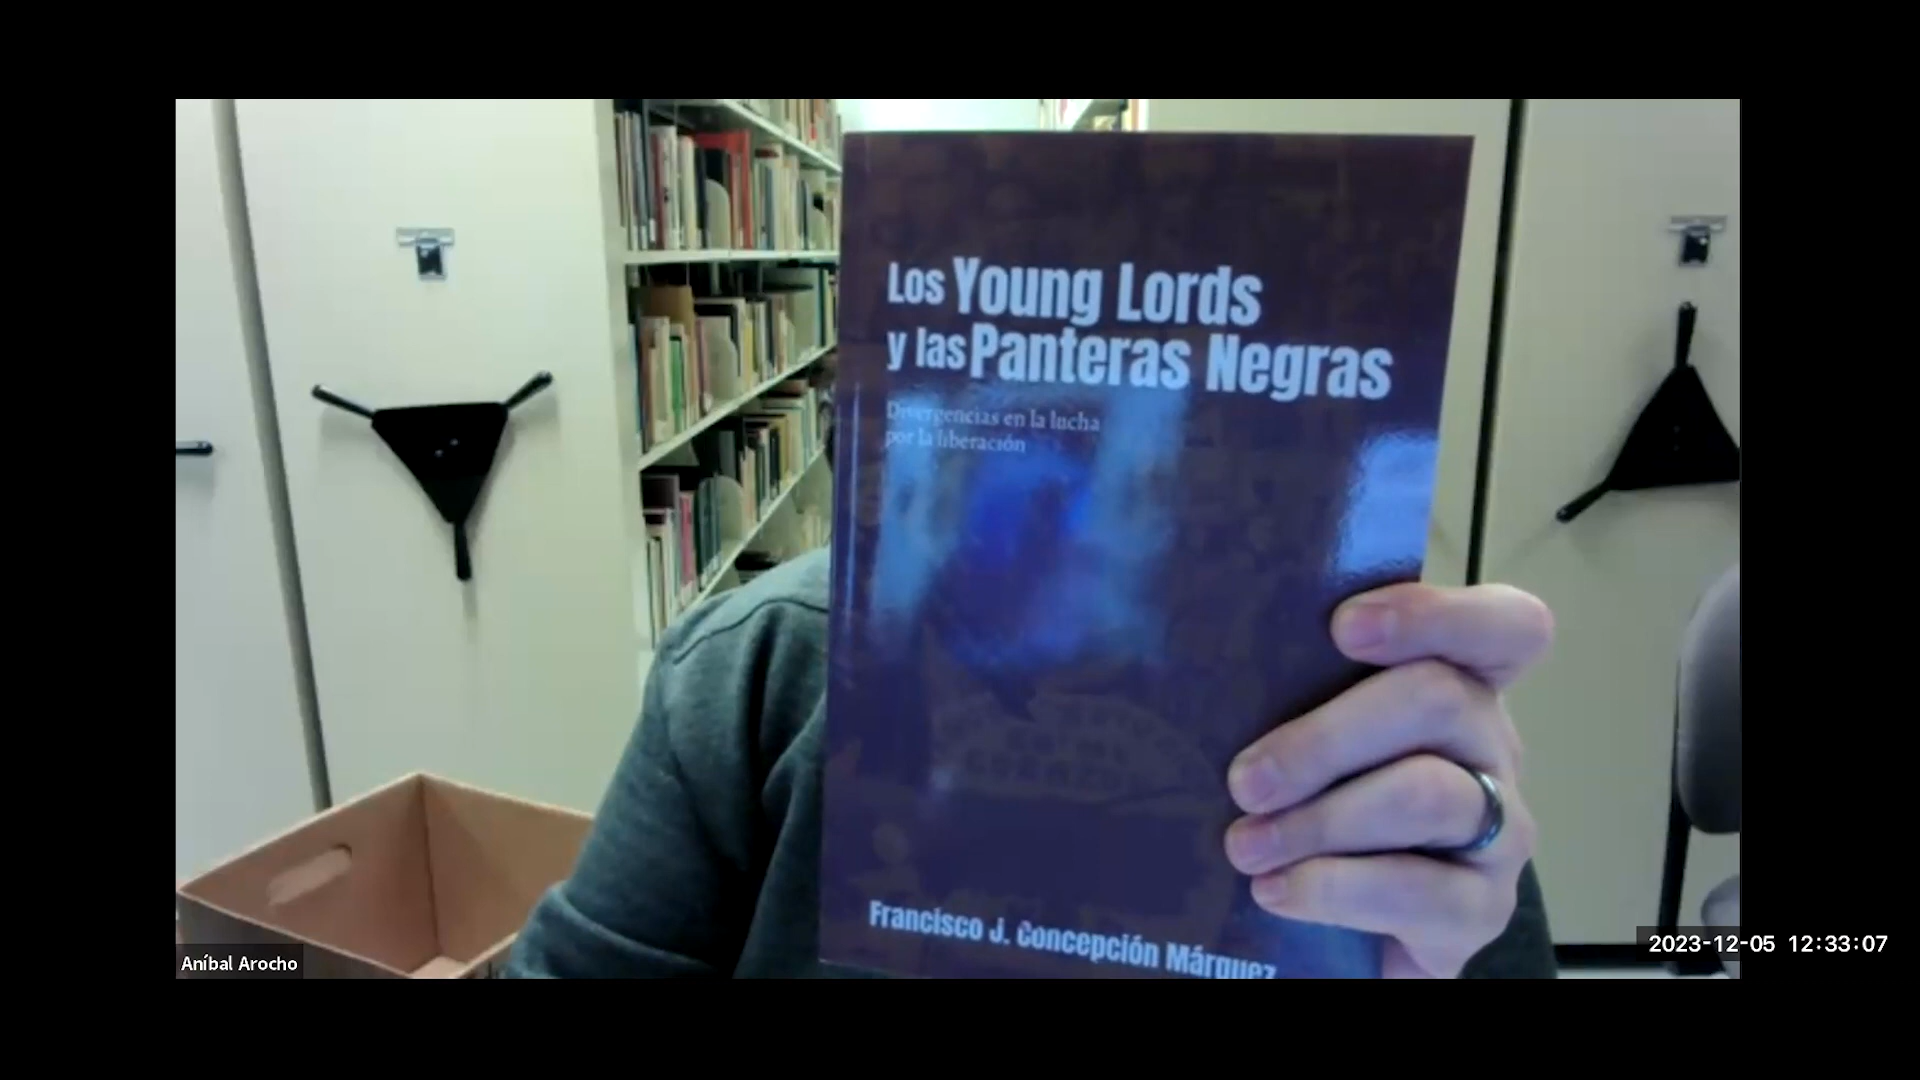 Los Young Lords
y las Panteras Negras
Divergencias en la lucha
por la liberación
Francisco J. Concepción Márquez
Aníbal Arocho
2023-12-05 12:33:07